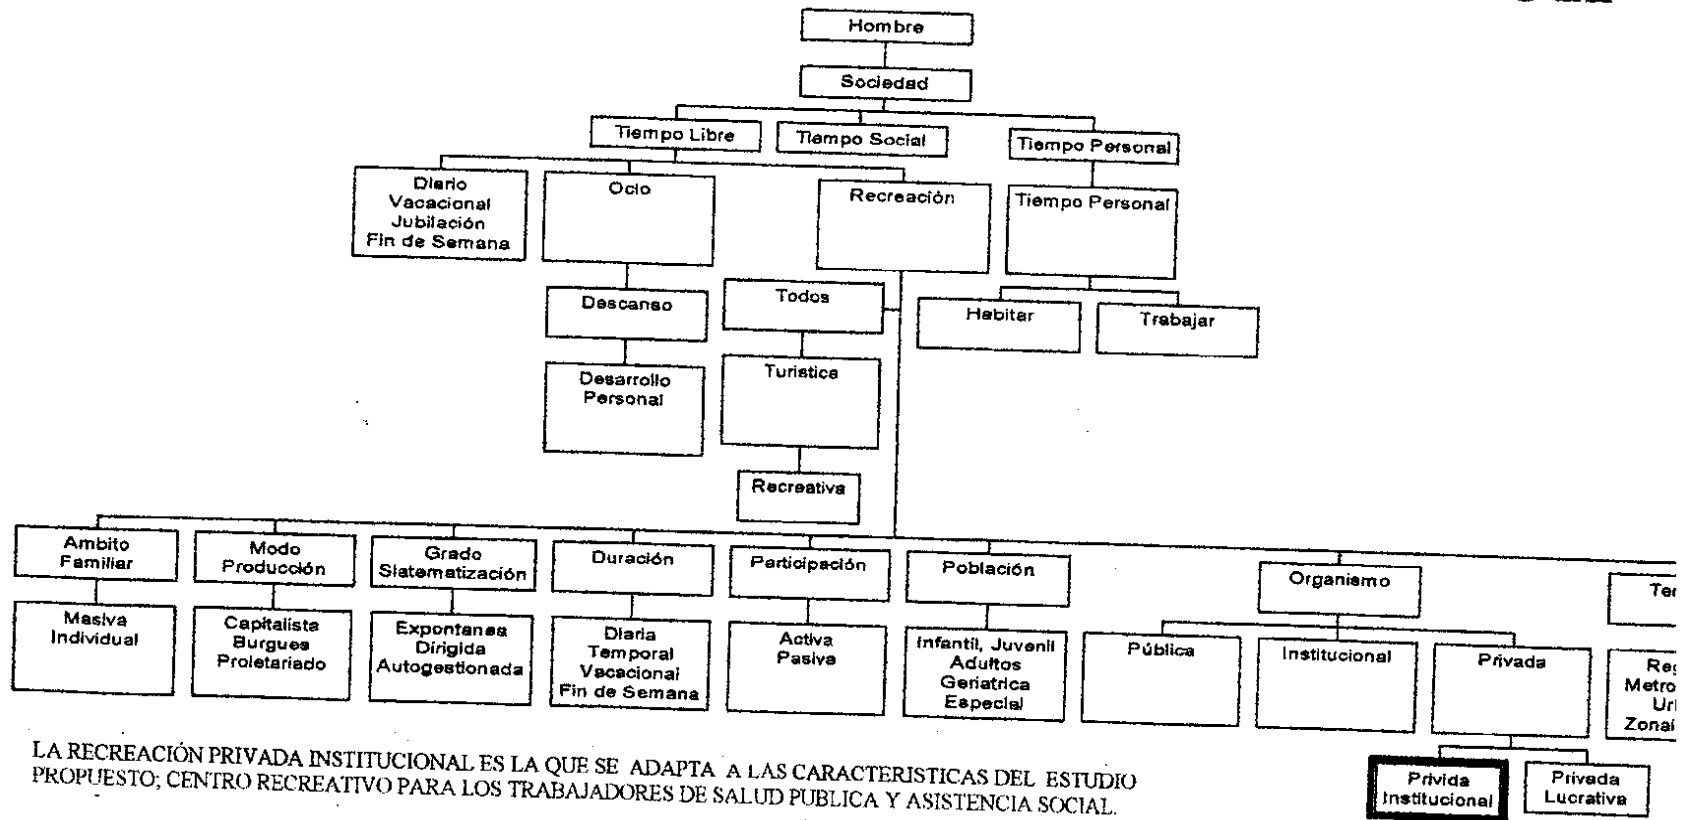 Hombre
Sociedad
Tiempo Libre
Tiempo Social
Tiempo Personal
Diario
Vacacional
Jubilación
Fin de Semana
Ocio
Recreación
Tiempo Personal
Descanso
Todos
Habitar
Trabajar
Desarrollo
Personal
Turistica
Recreativa
Ambito
Familiar
Modo
Producción
Grado
Sistematización
Duración
Participación
Población
Organismo
Masiva
Individual
Capitalista
Burgues
Proletariado
Expontanea
Dirigida
Autogestionada
Diaria
Temporal
Vacacional
Fin de Semana
Activa
Pasiva
Infantil, Juvenil
Adultos
Geriatrica
Especial
Pública
Institucional
Privada
Zonal
Privida
Institucional
Privada
Lucrativa
LA RECREACIÓN PRIVADA INSTITUCIONAL ES LA QUE SE ADAPTA A LAS CARACTERISTICAS DEL ESTUDIO
PROPUESTO; CENTRO RECREATIVO PARA LOS TRABAJADORES DE SALUD PUBLICA Y ASISTENCIA SOCIAL.